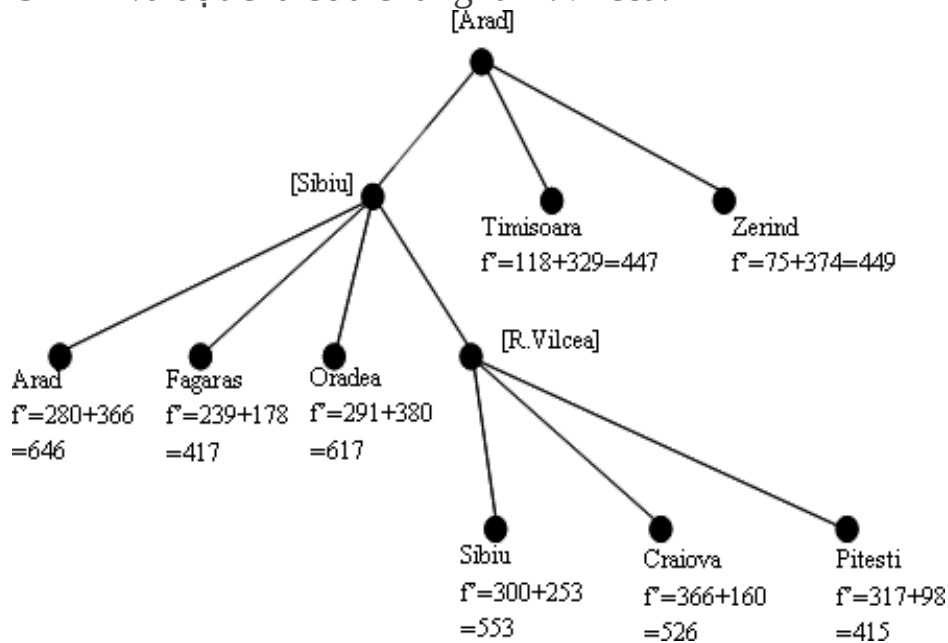 [Arad]
[Sibiu]
Timisoara
f'=118+329=447
Zerind
f'=75+374=449
[R.Vilcea]
Arad
f'=280+366
=646
Fagaras
f'=239+178
=417
Oradea
f'=291+380
=617
Sibiu
f'=300+253
=553
Craiova
f'=366+160
=526
Pitesti
f'=317+98
=415